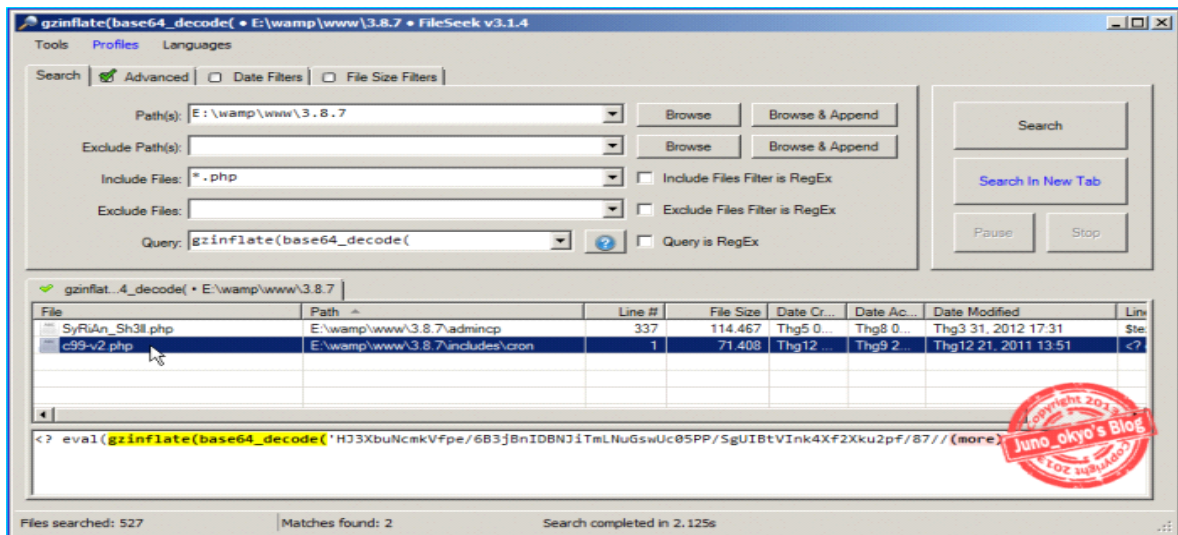 gzinflate(base64_decode( • E:\wamp\www\3.8.7 • FileSeek v3.1.4
Tools Profiles Languages
Search Advanced Date Filters File Size Filters
Path(s): E:\wamp\www\3.8.7 Browse Browse & Append
Exclude Path(s): Browse Browse & Append
Include Files: *.php Include Files Filter is RegEx
Exclude Files: Exclude Files Filter is RegEx
Query: gzinflate(base64_decode( Query is RegEx
Search
Search In New Tab
Pause Stop
gzinflat...4_decode( • E:\wamp\www\3.8.7
File Path Line # File Size Date Cr... Date Ac... Date Modified Line
SyRiAn_Sh3ll.php E:\wamp\www\3.8.7\admincp 337 114.467 Thg5 0... Thg8 0... Thg3 31, 2012 17:31 $te
c99-v2.php E:\wamp\www\3.8.7\includes\cron 1 71.408 Thg12 ... Thg9 2... Thg12 21, 2011 13:51 <?
<? eval(gzinflate(base64_decode('HJ3XbuNcmkVfpe/6B3jBnIDBNJiTmLNuGswUc05PP/SgUIBtVInk4Xf2Xku2pf/87//(more)
Copyright 2013
Juno_okyo's Blog
Copyright 2013
Files searched: 527 Matches found: 2 Search completed in 2.125s